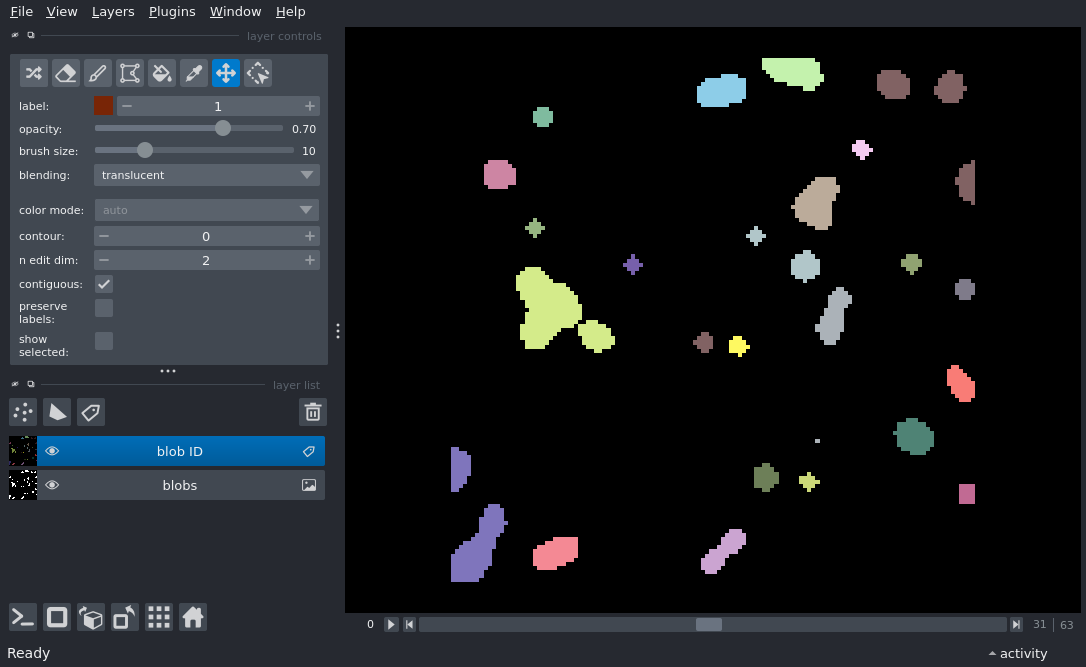 File View Layers Plugins Window Help
layer controls
label: 1
opacity: 0.70
brush size: 10
blending: translucent
color mode: auto
contour: 0
n edit dim: 2
contiguous:
preserve
labels:
show
selected:
layer list
blob ID
blobs
0 31 | 63
Ready activity